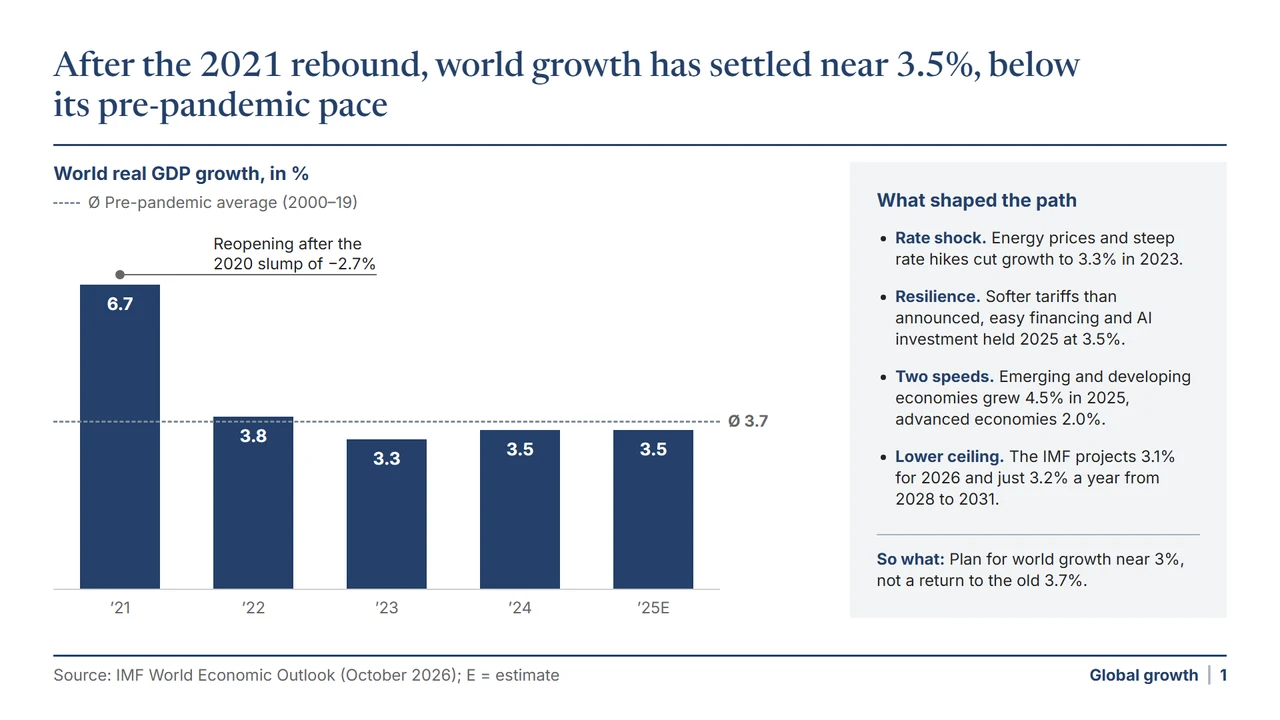 After the 2021 rebound, world growth has settled near 3.5%, below
its pre-pandemic pace
World real GDP growth, in %
Ø Pre-pandemic average (2000–19)
Reopening after the
2020 slump of −2.7%
6.7
3.8
3.3
3.5
3.5
Ø 3.7
’21
’22
’23
’24
’25E
What shaped the path
• Rate shock. Energy prices and steep
rate hikes cut growth to 3.3% in 2023.
• Resilience. Softer tariffs than
announced, easy financing and AI
investment held 2025 at 3.5%.
• Two speeds. Emerging and developing
economies grew 4.5% in 2025,
advanced economies 2.0%.
• Lower ceiling. The IMF projects 3.1%
for 2026 and just 3.2% a year from
2028 to 2031.
So what: Plan for world growth near 3%,
not a return to the old 3.7%.
Source: IMF World Economic Outlook (October 2026); E = estimate
Global growth | 1